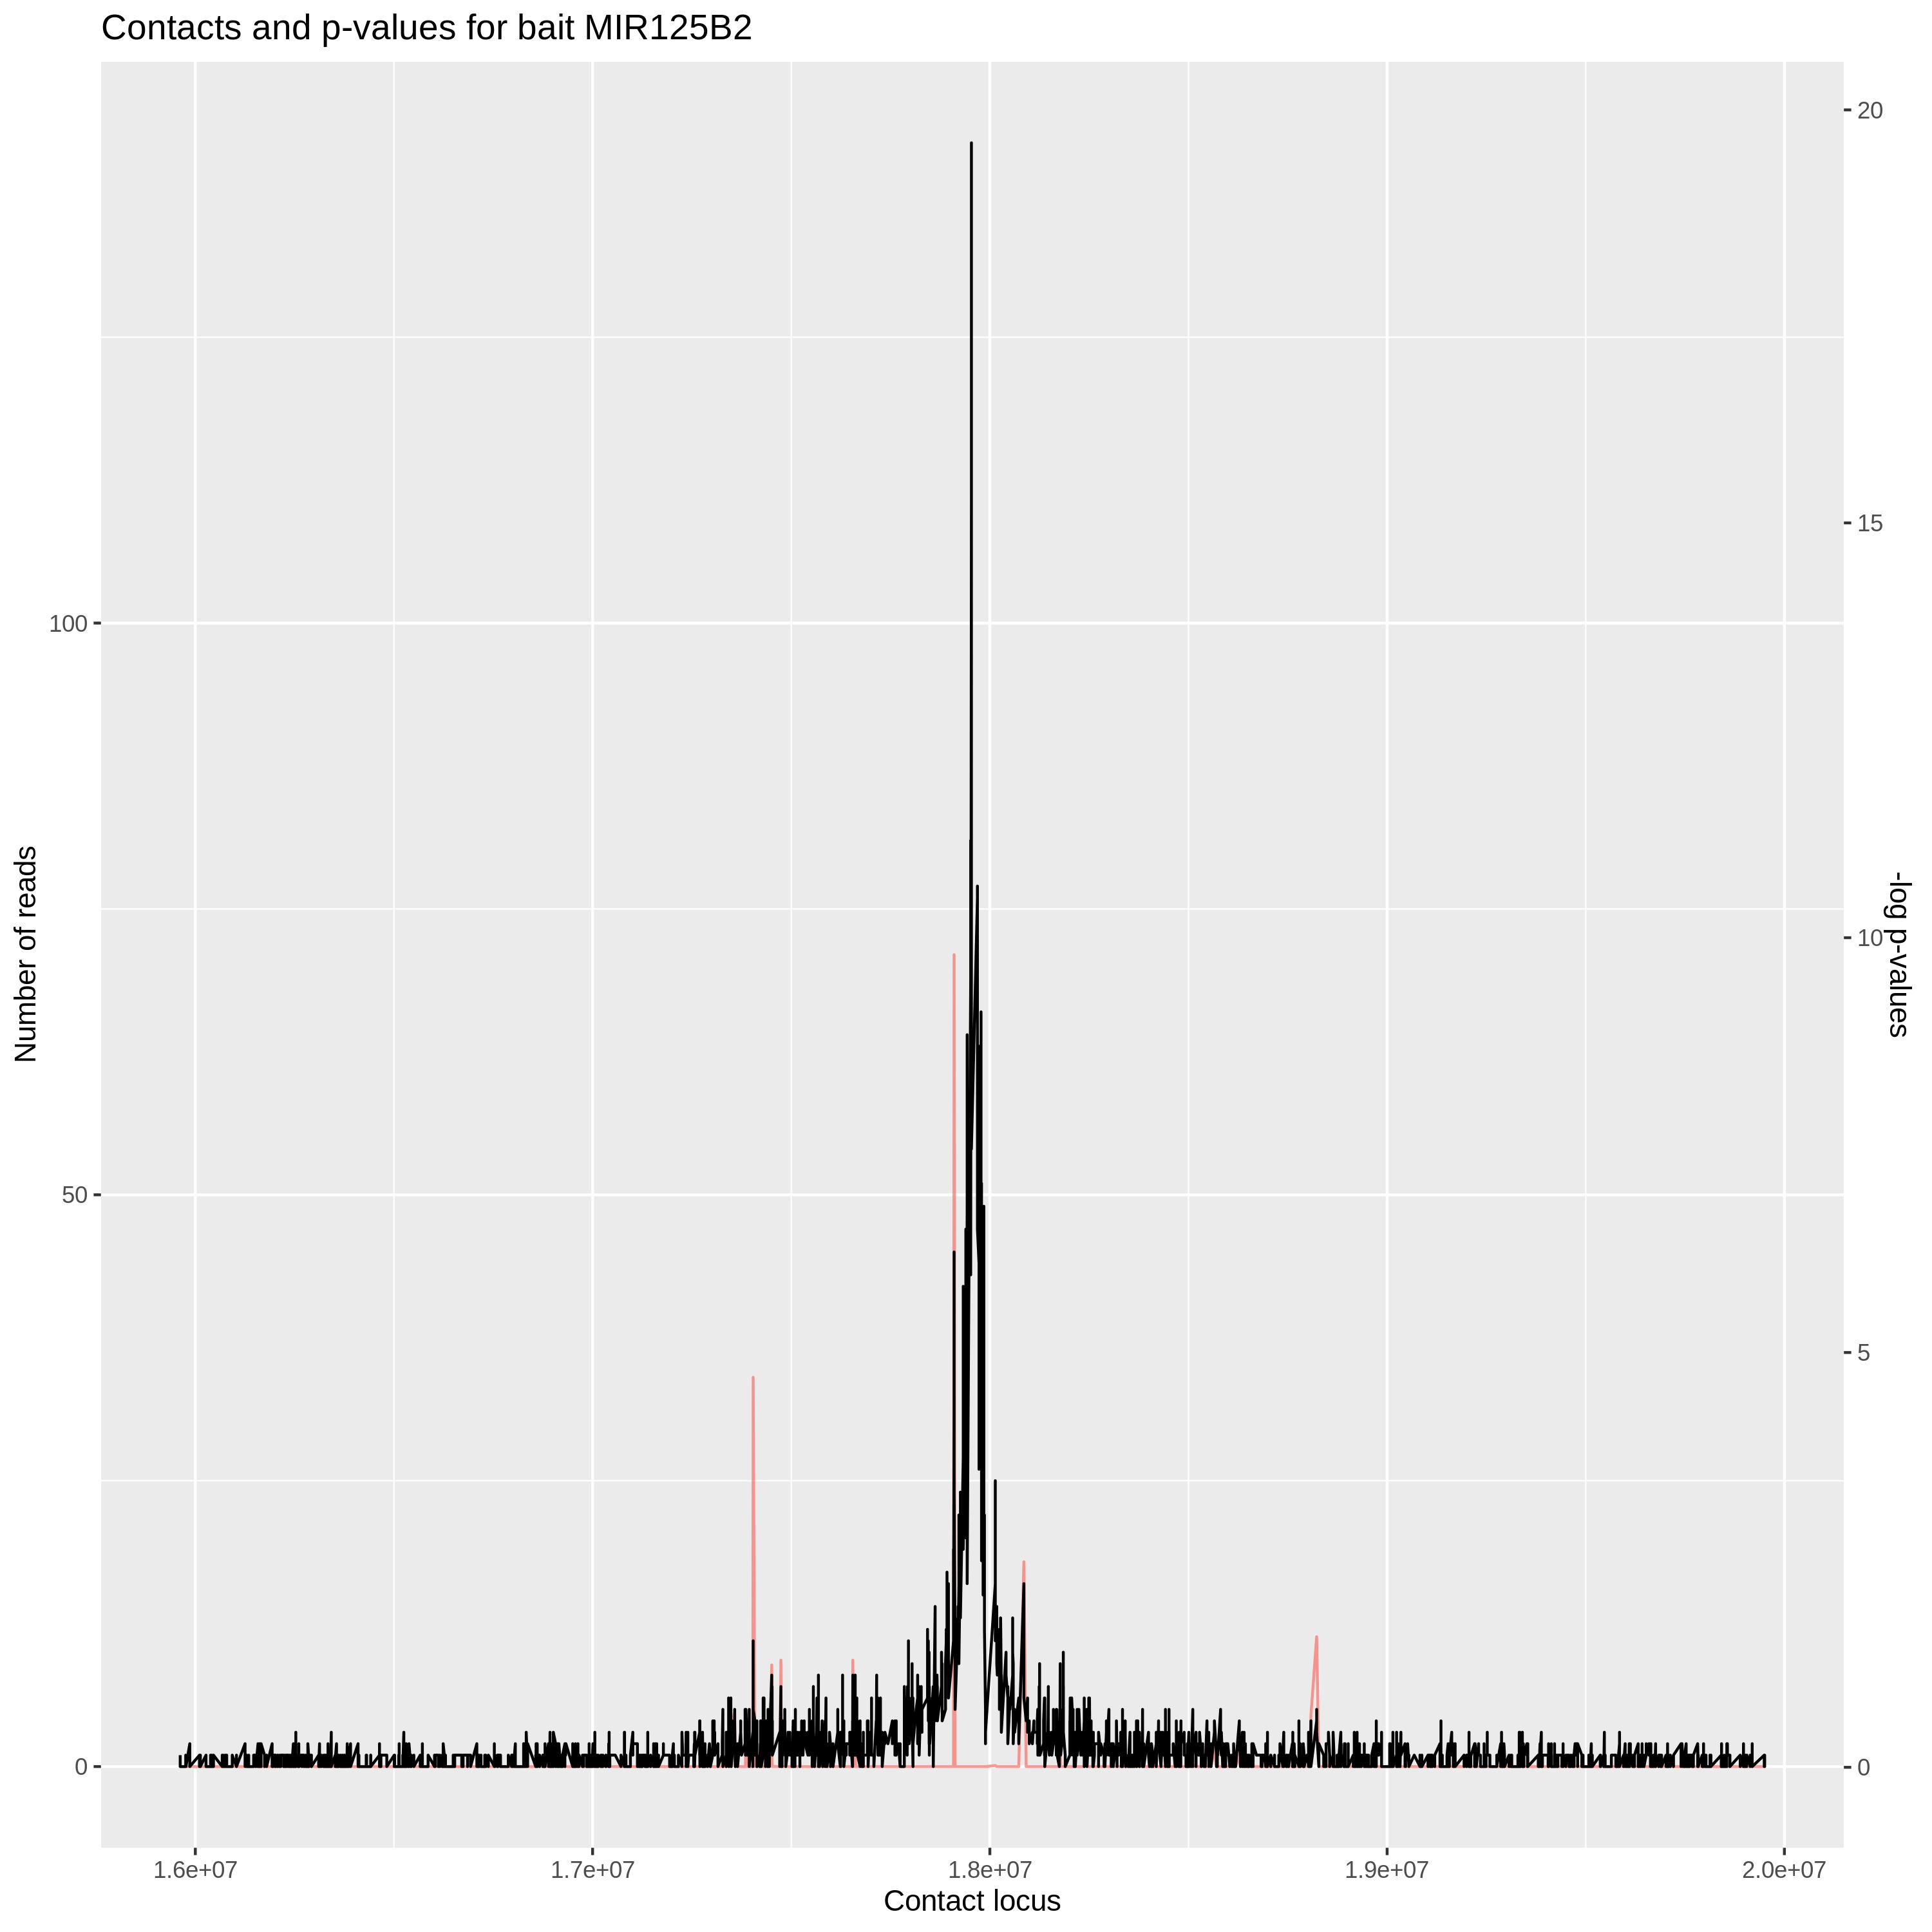 Contacts and p-values for bait MIR125B2
Number of reads
100
50
0
20
15
10
5
0
-log p-values
1.6e+07
1.7e+07
1.8e+07
1.9e+07
2.0e+07
Contact locus